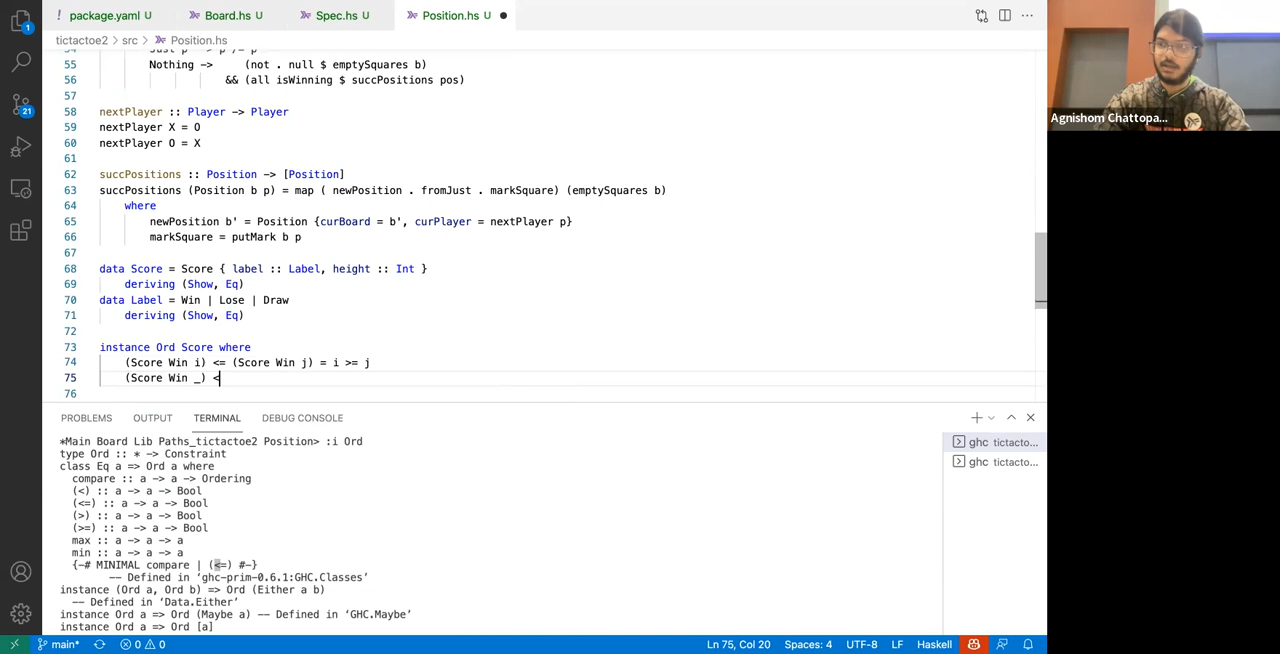 package.yaml U
Board.hs U
Spec.hs U
Position.hs U
tictactoe2 > src > Position.hs
55 Nothing -> (not . null $ emptySquares b)
56 && (all isWinning $ succPositions pos)
57
58 nextPlayer :: Player -> Player
59 nextPlayer X = O
60 nextPlayer O = X
61
62 succPositions :: Position -> [Position]
63 succPositions (Position b p) = map ( newPosition . fromJust . markSquare) (emptySquares b)
64 where
65 newPosition b' = Position {curBoard = b', curPlayer = nextPlayer p}
66 markSquare = putMark b p
67
68 data Score = Score { label :: Label, height :: Int }
69 deriving (Show, Eq)
70 data Label = Win | Lose | Draw
71 deriving (Show, Eq)
72
73 instance Ord Score where
74 (Score Win i) <= (Score Win j) = i >= j
75 (Score Win _) <
76
PROBLEMS OUTPUT TERMINAL DEBUG CONSOLE
*Main Board Lib Paths_tictactoe2 Position> :i Ord
type Ord :: * -> Constraint
class Eq a => Ord a where
compare :: a -> a -> Ordering
(<) :: a -> a -> Bool
(<=) :: a -> a -> Bool
(>) :: a -> a -> Bool
(>=) :: a -> a -> Bool
max :: a -> a -> a
min :: a -> a -> a
{-# MINIMAL compare | (<=) #-}
-- Defined in ‘ghc-prim-0.6.1:GHC.Classes’
instance (Ord a, Ord b) => Ord (Either a b)
-- Defined in ‘Data.Either’
instance Ord a => Ord (Maybe a) -- Defined in ‘GHC.Maybe’
instance Ord a => Ord [a]
ghc tictacto...
ghc tictacto...
1
21
main* 0 0 Ln 75, Col 20 Spaces: 4 UTF-8 LF Haskell
Agnishom Chattopa...